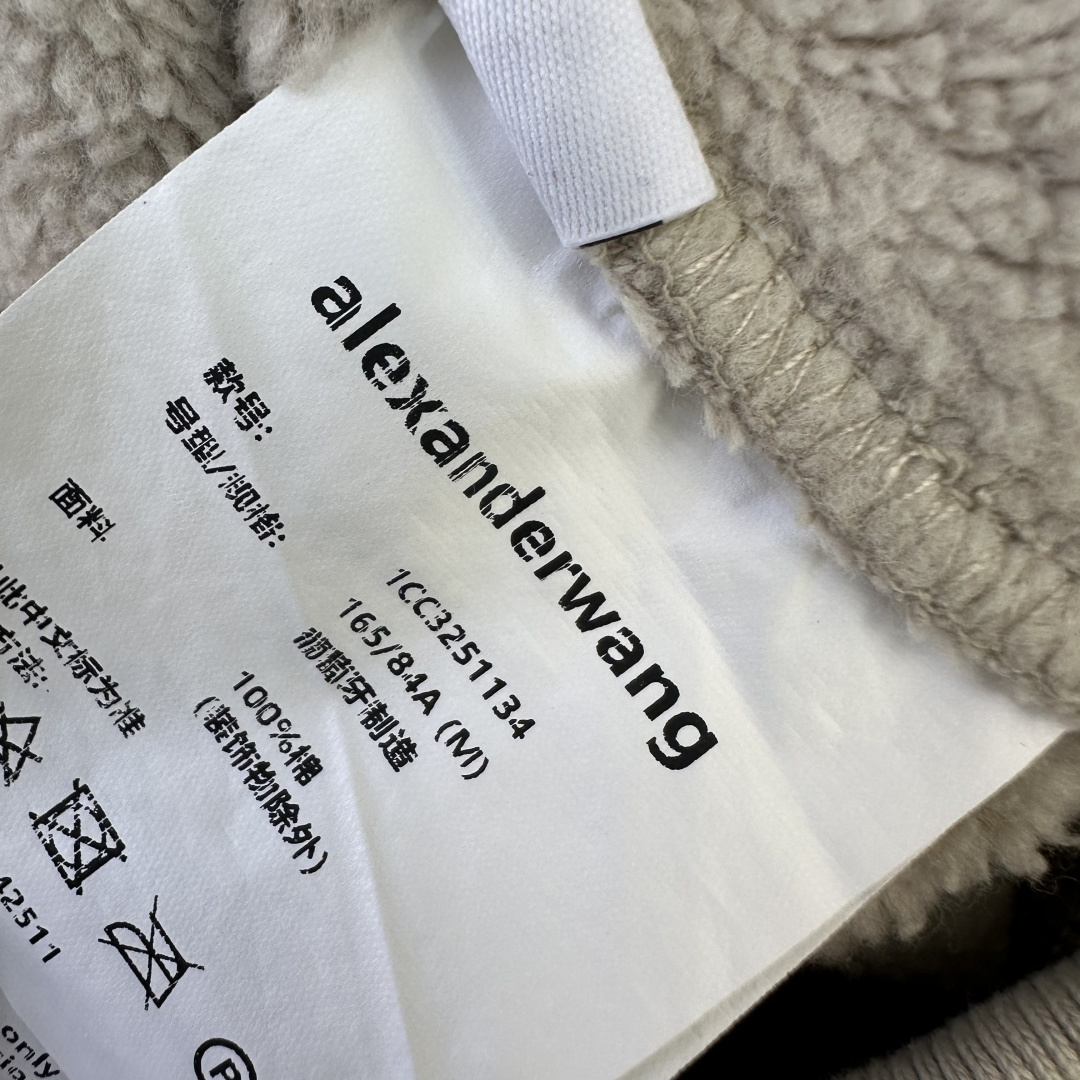 alexanderwang
款号: 1CC3251134
号型/规格: 165/84A (M)
葡萄牙制造
面料 100%棉
(装饰物除外)
此中文标为准
方法:
42511
P
only